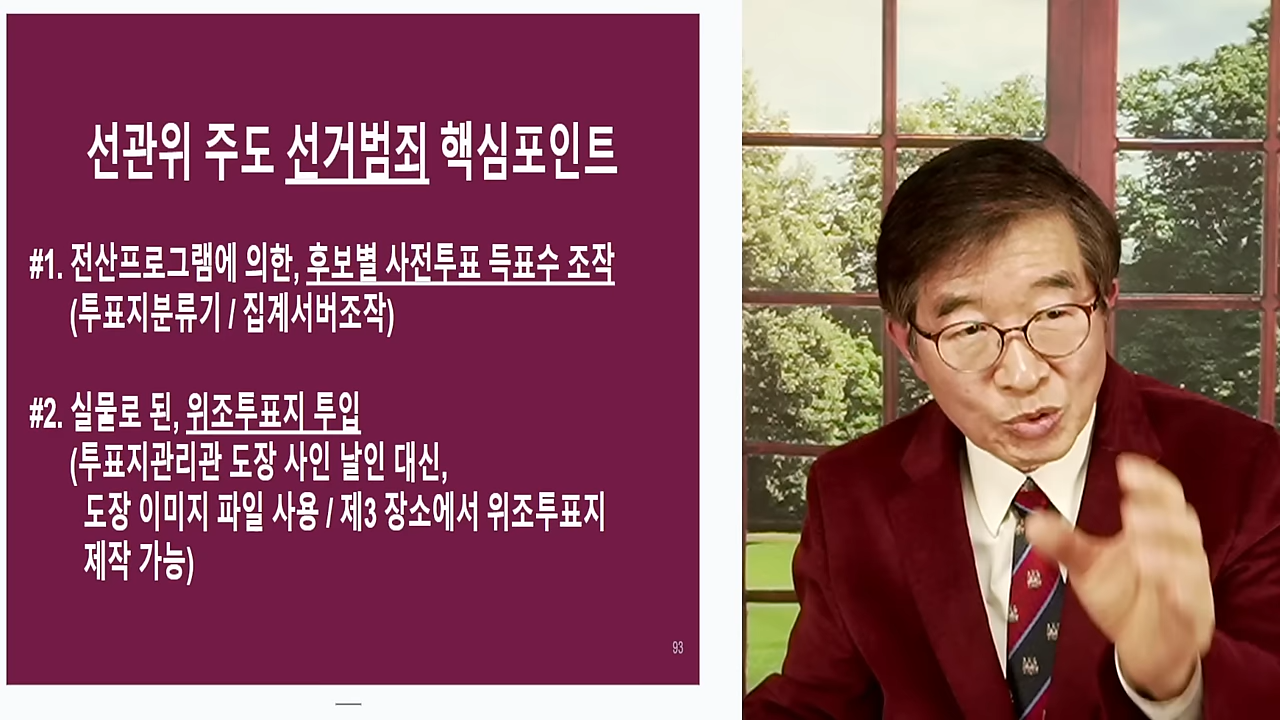 선관위 주도 선거범죄 핵심포인트
#1. 전산프로그램에 의한, 후보별 사전투표 득표수 조작
(투표지분류기 / 집계서버조작)
#2. 실물로 된, 위조투표지 투입
(투표지관리관 도장 사인 날인 대신,
도장 이미지 파일 사용 / 제3 장소에서 위조투표지
제작 가능)
93